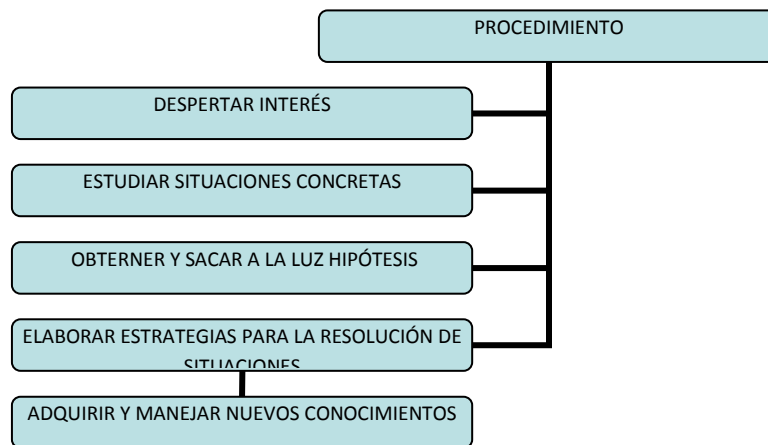 PROCEDIMIENTO
DESPERTAR INTERÉS
ESTUDIAR SITUACIONES CONCRETAS
OBTERNER Y SACAR A LA LUZ HIPÓTESIS
ELABORAR ESTRATEGIAS PARA LA RESOLUCIÓN DE
SITUACIONES
ADQUIRIR Y MANEJAR NUEVOS CONOCIMIENTOS